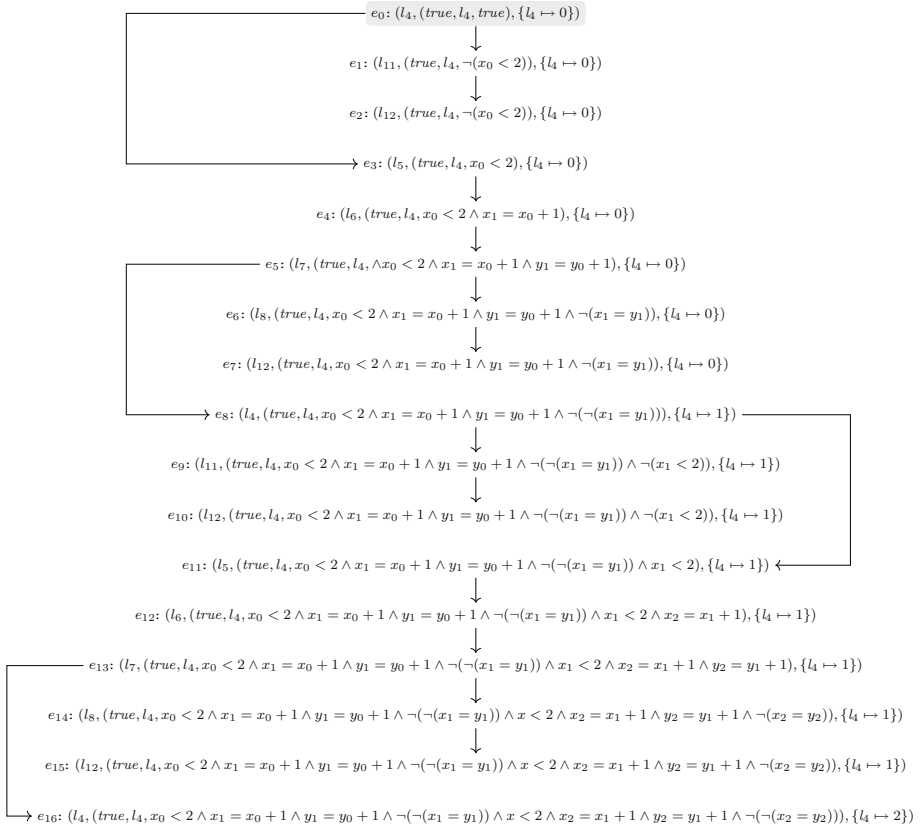 e₀: (l₄, (true, l₄, true), {l₄ ↦ 0})
e₁: (l₁₁, (true, l₄, ¬(x₀ < 2)), {l₄ ↦ 0})
e₂: (l₁₂, (true, l₄, ¬(x₀ < 2)), {l₄ ↦ 0})
e₃: (l₅, (true, l₄, x₀ < 2), {l₄ ↦ 0})
e₄: (l₆, (true, l₄, x₀ < 2 ∧ x₁ = x₀ + 1), {l₄ ↦ 0})
e₅: (l₇, (true, l₄, ∧x₀ < 2 ∧ x₁ = x₀ + 1 ∧ y₁ = y₀ + 1), {l₄ ↦ 0})
e₆: (l₈, (true, l₄, x₀ < 2 ∧ x₁ = x₀ + 1 ∧ y₁ = y₀ + 1 ∧ ¬(x₁ = y₁)), {l₄ ↦ 0})
e₇: (l₁₂, (true, l₄, x₀ < 2 ∧ x₁ = x₀ + 1 ∧ y₁ = y₀ + 1 ∧ ¬(x₁ = y₁)), {l₄ ↦ 0})
e₈: (l₄, (true, l₄, x₀ < 2 ∧ x₁ = x₀ + 1 ∧ y₁ = y₀ + 1 ∧ ¬(¬(x₁ = y₁))), {l₄ ↦ 1})
e₉: (l₁₁, (true, l₄, x₀ < 2 ∧ x₁ = x₀ + 1 ∧ y₁ = y₀ + 1 ∧ ¬(¬(x₁ = y₁)) ∧ ¬(x₁ < 2)), {l₄ ↦ 1})
e₁₀: (l₁₂, (true, l₄, x₀ < 2 ∧ x₁ = x₀ + 1 ∧ y₁ = y₀ + 1 ∧ ¬(¬(x₁ = y₁)) ∧ ¬(x₁ < 2)), {l₄ ↦ 1})
e₁₁: (l₅, (true, l₄, x₀ < 2 ∧ x₁ = x₀ + 1 ∧ y₁ = y₀ + 1 ∧ ¬(¬(x₁ = y₁)) ∧ x₁ < 2), {l₄ ↦ 1})
e₁₂: (l₆, (true, l₄, x₀ < 2 ∧ x₁ = x₀ + 1 ∧ y₁ = y₀ + 1 ∧ ¬(¬(x₁ = y₁)) ∧ x₁ < 2 ∧ x₂ = x₁ + 1), {l₄ ↦ 1})
e₁₃: (l₇, (true, l₄, x₀ < 2 ∧ x₁ = x₀ + 1 ∧ y₁ = y₀ + 1 ∧ ¬(¬(x₁ = y₁)) ∧ x₁ < 2 ∧ x₂ = x₁ + 1 ∧ y₂ = y₁ + 1), {l₄ ↦ 1})
e₁₄: (l₈, (true, l₄, x₀ < 2 ∧ x₁ = x₀ + 1 ∧ y₁ = y₀ + 1 ∧ ¬(¬(x₁ = y₁)) ∧ x < 2 ∧ x₂ = x₁ + 1 ∧ y₂ = y₁ + 1 ∧ ¬(x₂ = y₂)), {l₄ ↦ 1})
e₁₅: (l₁₂, (true, l₄, x₀ < 2 ∧ x₁ = x₀ + 1 ∧ y₁ = y₀ + 1 ∧ ¬(¬(x₁ = y₁)) ∧ x < 2 ∧ x₂ = x₁ + 1 ∧ y₂ = y₁ + 1 ∧ ¬(x₂ = y₂)), {l₄ ↦ 1})
e₁₆: (l₄, (true, l₄, x₀ < 2 ∧ x₁ = x₀ + 1 ∧ y₁ = y₀ + 1 ∧ ¬(¬(x₁ = y₁)) ∧ x < 2 ∧ x₂ = x₁ + 1 ∧ y₂ = y₁ + 1 ∧ ¬(¬(x₂ = y₂))), {l₄ ↦ 2})